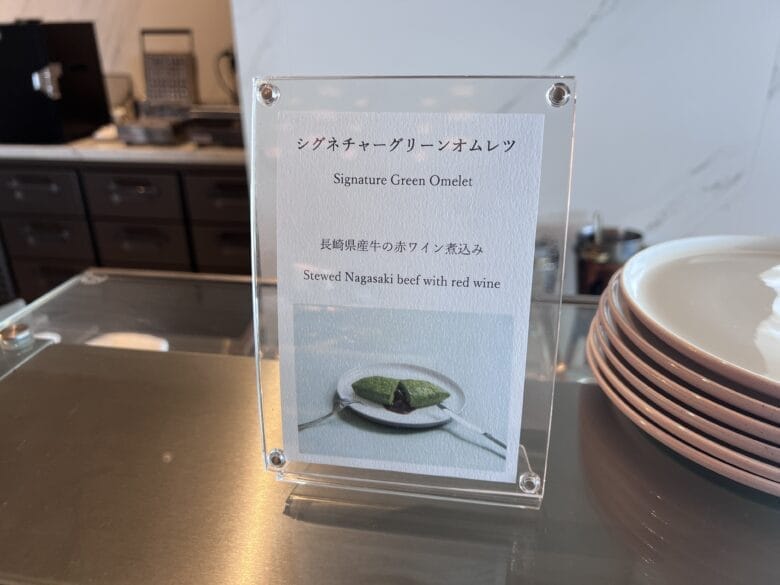 シグネチャーグリーンオムレツ
Signature Green Omelet
長崎県産牛の赤ワイン煮込み
Stewed Nagasaki beef with red wine